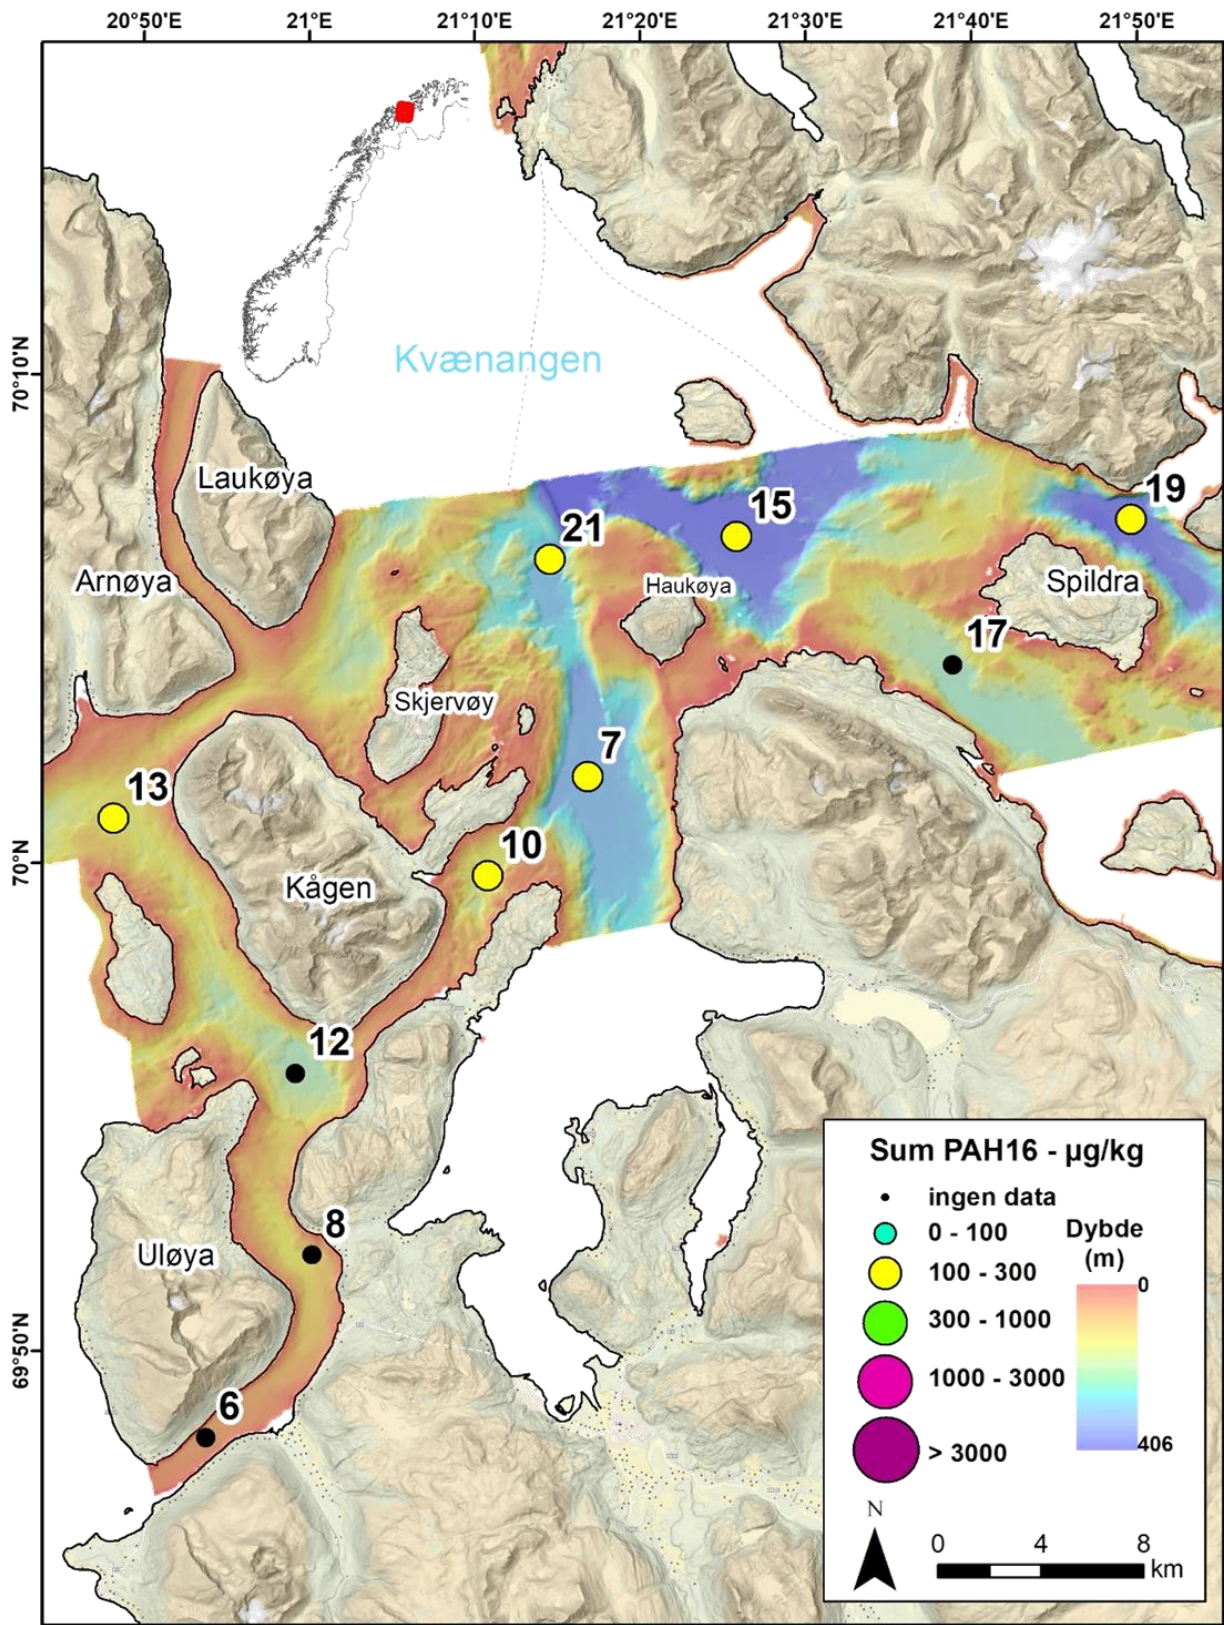 20°50'E 21°E 21°10'E 21°20'E 21°30'E 21°40'E 21°50'E
70°10'N
Kvænangen
Laukøya
19
15
21
Arnøya
Haukøya
Spildra
17
Skjervøy
7
13
70°N
10
Kågen
12
8
Uløya
69°50'N
6
Sum PAH16 - µg/kg
ingen data
0 - 100
100 - 300
300 - 1000
1000 - 3000
> 3000
Dybde
(m)
0
406
N
0 4 8
km